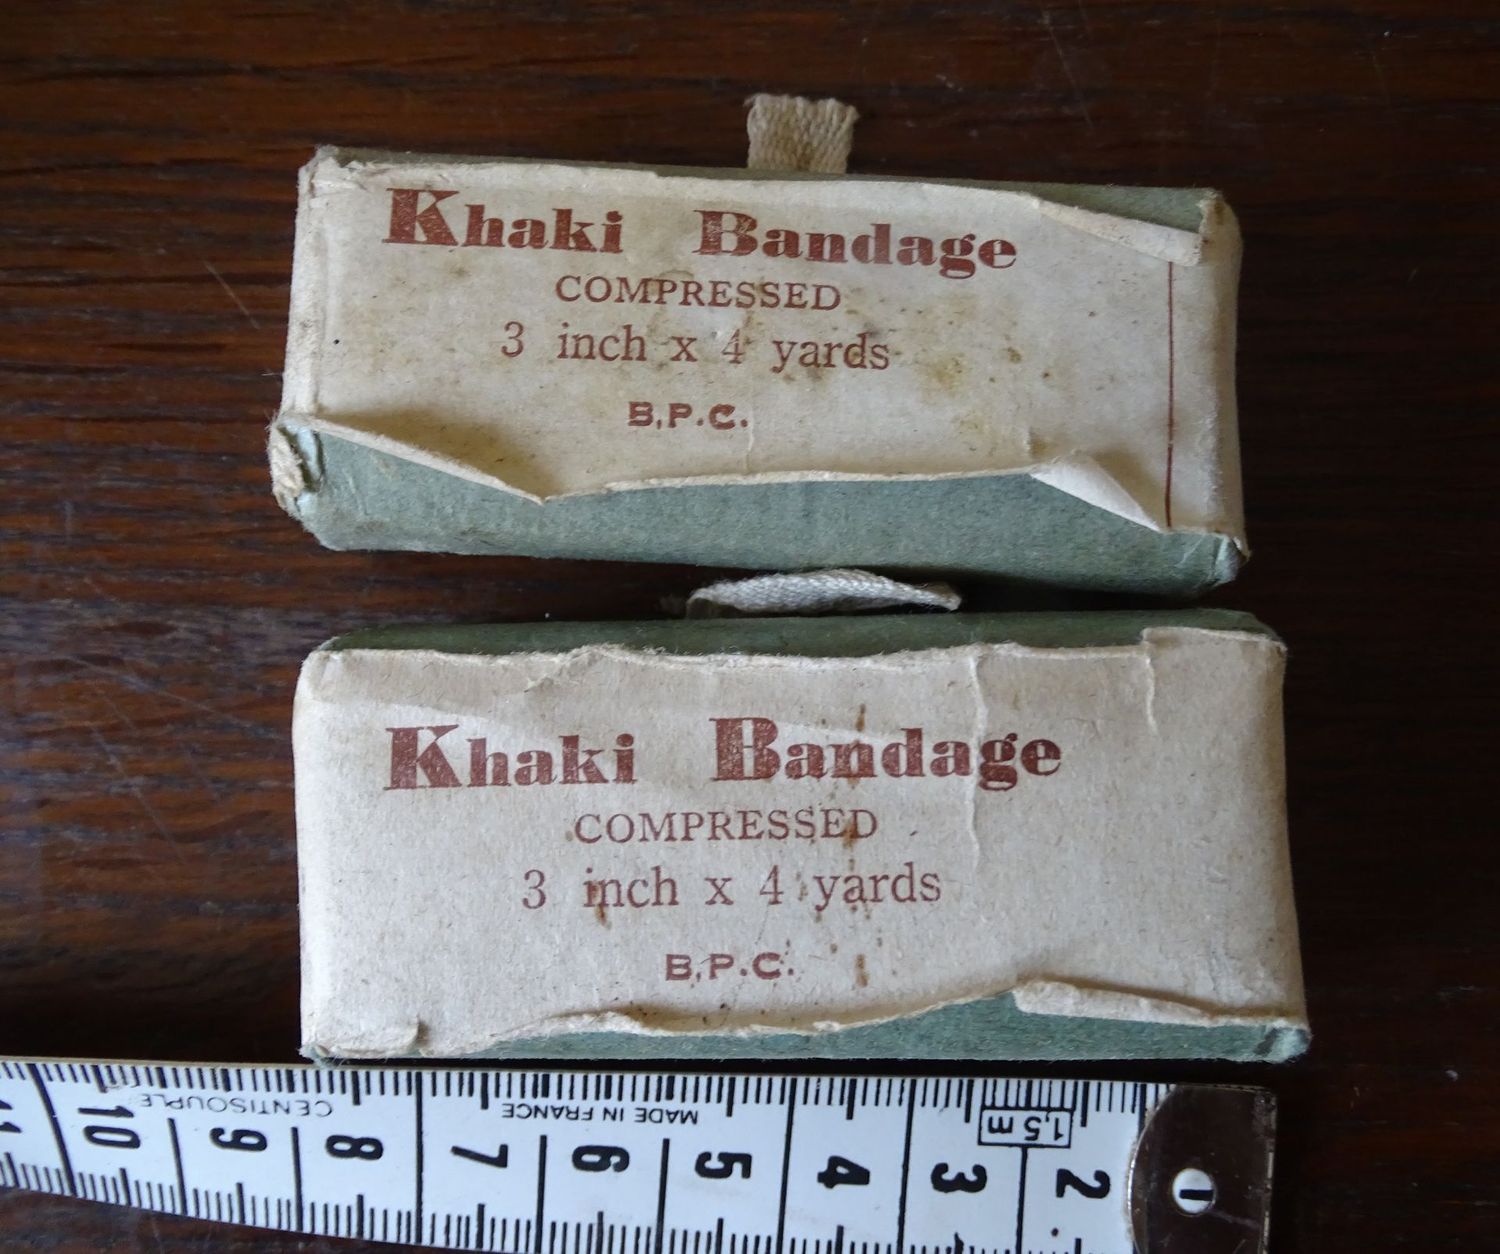 Khaki Bandage
COMPRESSED
3 inch x 4 yards
B.P.C.
Khaki Bandage
COMPRESSED
3 inch x 4 yards
B.P.C.
10 9 8 7 6 5 4 3 2 1
CENTISOUPLE MADE IN FRANCE 1,5 m